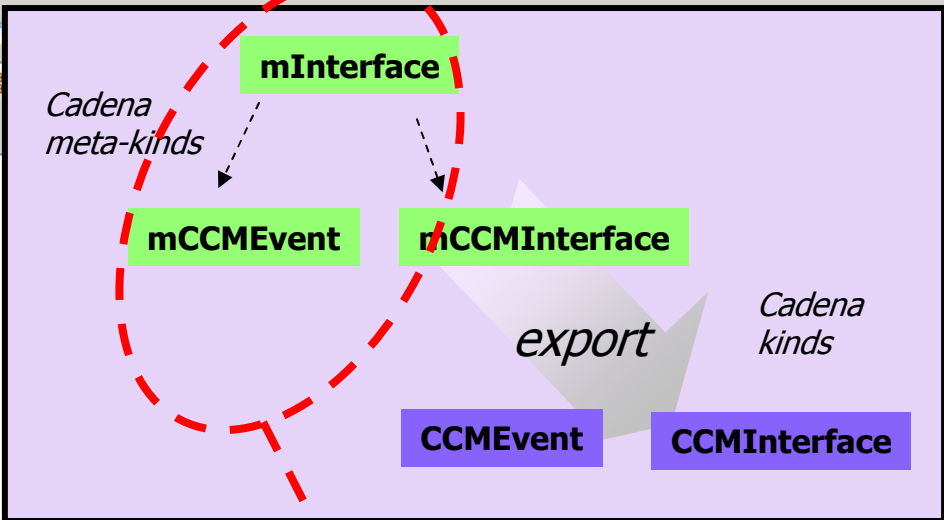 mInterface
Cadena
meta-kinds
mCCMEvent
mCCMInterface
export
Cadena
kinds
CCMEvent
CCMInterface